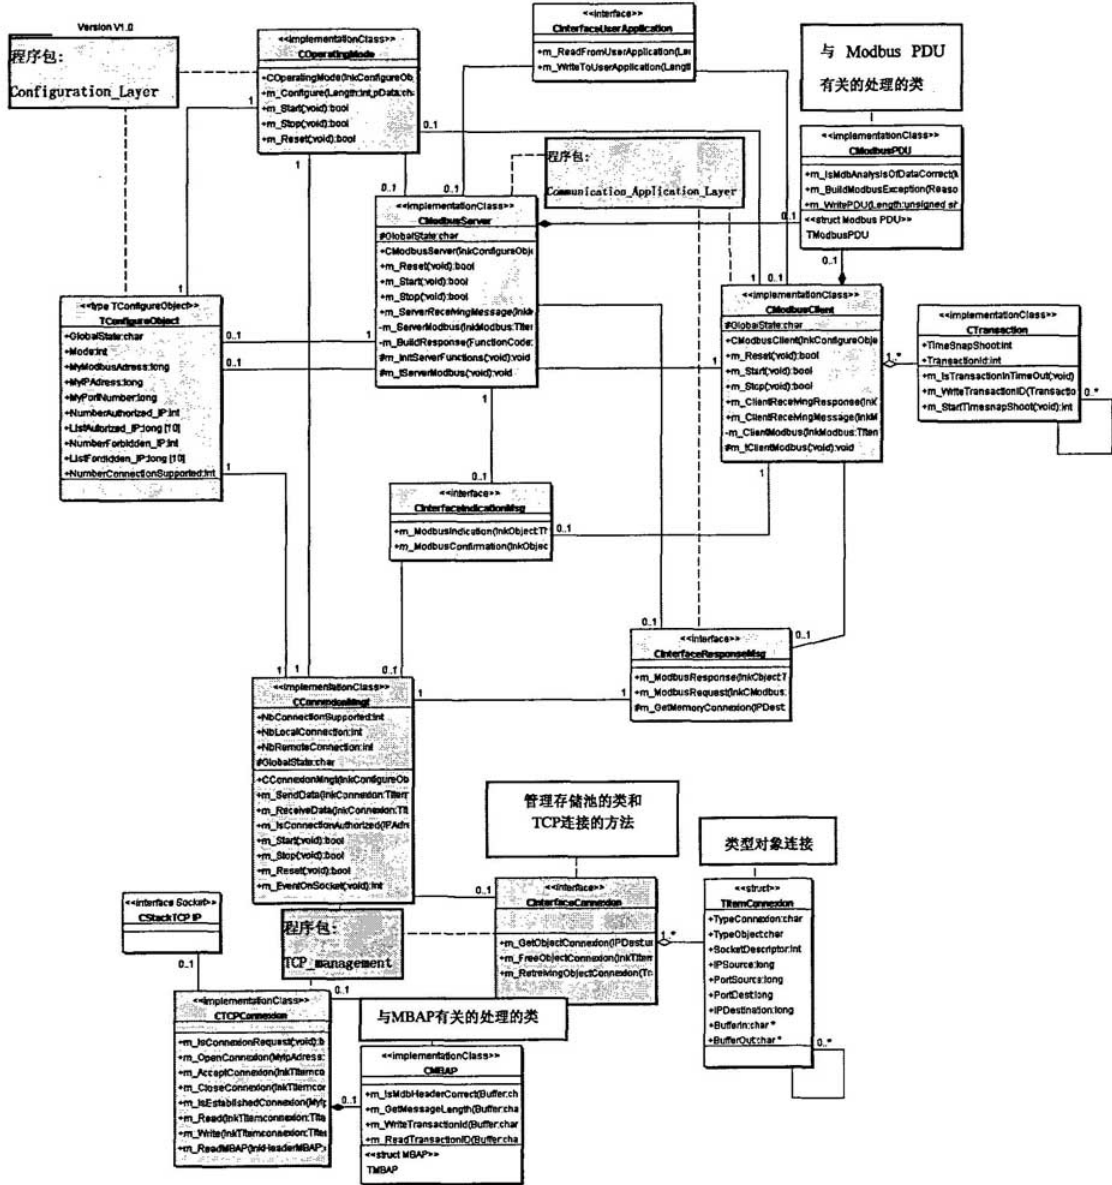 Version V1.0
程序包:
Configuration_Layer
<<implementationClass>>
COperatingMode
+COperatingMode(lnkConfigureOb
+m_Configure(Length:int,pData:ch
+m_Start(void):bool
+m_Stop(void):bool
+m_Reset(void):bool
<<interface>>
CInterfaceUserApplication
+m_ReadFromUserApplication(Le
+m_WriteToUserApplication(Lengt
与 Modbus PDU
有关的处理的类
<<implementationClass>>
CModbusPDU
+m_IsMdbAnalysisOfDataCorrect(
+m_BuildModbusException(Reaso
+m_WritePDU(Length:unsigned sh
<<struct Modbus PDU>>
TModbusPDU
程序包:
Communication_Application_Layer
<<implementationClass>>
CModbusServer
#GlobalState:char
+CModbusServer(lnkConfigureObj
+m_Reset(void):bool
+m_Start(void):bool
+m_Stop(void):bool
+m_ServerReceivingMessage(lnk
-m_ServerModbus(lnkModbus:TIter
-m_BuildResponse(FunctionCode:
#m_InitServerFunctions(void):void
#m_tServerModbus(void):void
<<type TConfigureObject>>
TConfigureObject
+GlobalState:char
+Mode:int
+MyModbusAdress:long
+MyIPAdress:long
+MyPortNumber:long
+NumberAuthorized_IP:int
+ListAutorized_IP:long [10]
+NumberForbidden_IP:int
+ListForbidden_IP:long [10]
+NumberConnectionSupported:int
<<implementationClass>>
CModbusClient
#GlobalState:char
+CModbusClient(lnkConfigureObje
+m_Reset(void):bool
+m_Start(void):bool
+m_Stop(void):bool
+m_ClientReceivingResponse(lnk
+m_ClientReceivingMessage(lnkM
-m_ClientModbus(lnkModbus:TIter
#m_tClientModbus(void):void
<<implementationClass>>
CTransaction
+TimeSnapShoot:int
+TransactionId:int
+m_IsTransactionInTimeOut(void)
+m_WriteTransactionID(Transactio
+m_StartTimesnapShoot(void):int
<<interface>>
CInterfaceIndicationMsg
+m_ModbusIndication(lnkObject:TI
+m_ModbusConfirmation(lnkObjec
<<interface>>
CInterfaceResponseMsg
+m_ModbusResponse(lnkObject:T
+m_ModbusRequest(lnkCModbus:
#m_GetMemoryConnexion(IPDest
<<implementationClass>>
CConnexionMngt
+NbConnectionSupported:int
+NbLocalConnection:int
+NbRemoteConnection:int
#GlobalState:char
+CConnexionMngt(lnkConfigureOb
+m_SendData(lnkConnexion:TItem
+m_ReceiveData(lnkConnexion:TIt
+m_IsConnectionAuthorized(IPAdre
+m_Start(void):bool
+m_Stop(void):bool
+m_Reset(void):bool
+m_EventOnSocket(void):int
管理存储池的类和
TCP连接的方法
类型对象连接
<<interface Socket>>
CStackTCP IP
程序包:
TCP_management
<<interface>>
CInterfaceConnexion
+m_GetObjectConnexion(IPDest:ur
+m_FreeObjectConnexion(lnkTItem
+m_RetreivingObjectConnexion(Tr
<<struct>>
TItemConnexion
+TypeConnexion:char
+TypeObject:char
+SocketDescriptor:int
+IPSource:long
+PortSource:long
+PortDest:long
+IPDestination:long
+BufferIn:char *
+BufferOut:char *
<<implementationClass>>
CTCPConnexion
+m_IsConnexionRequest(void):b
+m_OpenConnexion(MyIpAdress:
+m_AcceptConnexion(lnkTItemco
+m_CloseConnexion(lnkTItemcor
+m_IsEstablishedConnexion(MyIp
+m_Read(lnkTItemconnexion:TIte
+m_Write(lnkTItemconnexion:TIter
+m_ReadMBAP(lnkHeaderMBAP:
与MBAP有关的处理的类
<<implementationClass>>
CMBAP
+m_IsMdbHeaderCorrect(Buffer:ch
+m_GetMessageLength(Buffer:cha
+m_WriteTransactionId(Buffer:char
+m_ReadTransactionID(Buffer:cha
<<struct MBAP>>
TMBAP